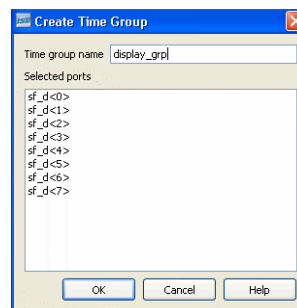 Create Time Group
Time group name display_grp
Selected ports
sf_d<0>
sf_d<1>
sf_d<2>
sf_d<3>
sf_d<4>
sf_d<5>
sf_d<6>
sf_d<7>
OK Cancel Help